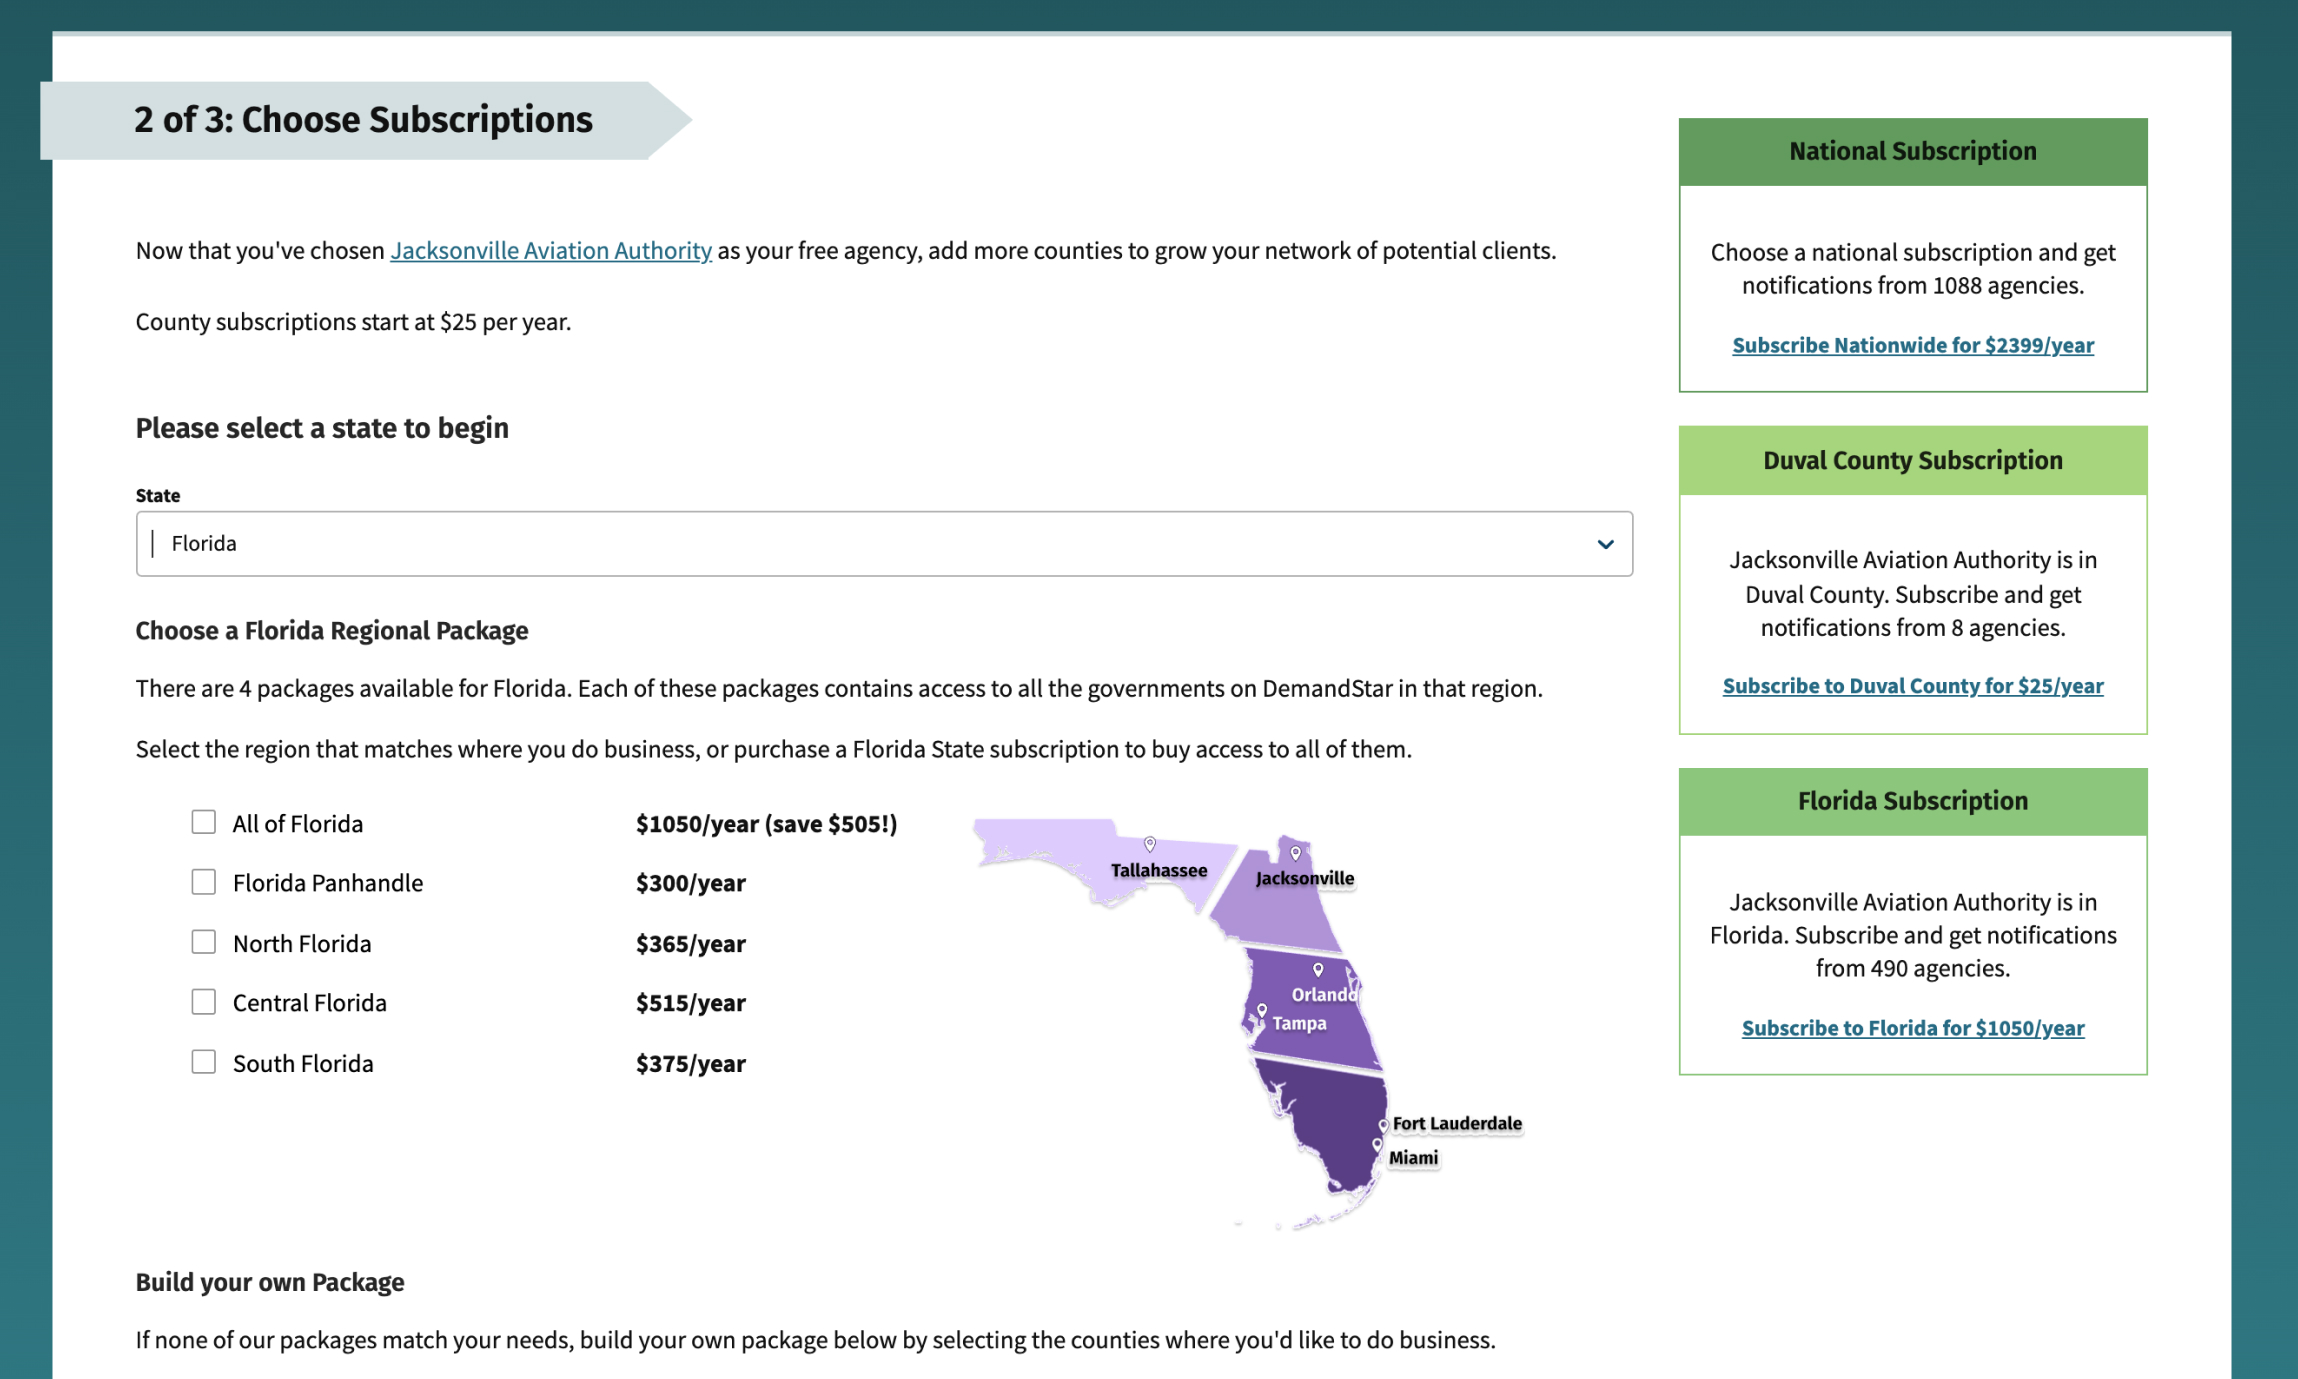 2 of 3: Choose Subscriptions
Now that you've chosen Jacksonville Aviation Authority as your free agency, add more counties to grow your network of potential clients.
County subscriptions start at $25 per year.
Please select a state to begin
State
Florida
Choose a Florida Regional Package
There are 4 packages available for Florida. Each of these packages contains access to all the governments on DemandStar in that region.
Select the region that matches where you do business, or purchase a Florida State subscription to buy access to all of them.
All of Florida $1050/year (save $505!)
Florida Panhandle $300/year
North Florida $365/year
Central Florida $515/year
South Florida $375/year
Tallahassee
Jacksonville
Orlando
Tampa
Fort Lauderdale
Miami
Build your own Package
If none of our packages match your needs, build your own package below by selecting the counties where you'd like to do business.
National Subscription
Choose a national subscription and get
notifications from 1088 agencies.
Subscribe Nationwide for $2399/year
Duval County Subscription
Jacksonville Aviation Authority is in
Duval County. Subscribe and get
notifications from 8 agencies.
Subscribe to Duval County for $25/year
Florida Subscription
Jacksonville Aviation Authority is in
Florida. Subscribe and get notifications
from 490 agencies.
Subscribe to Florida for $1050/year